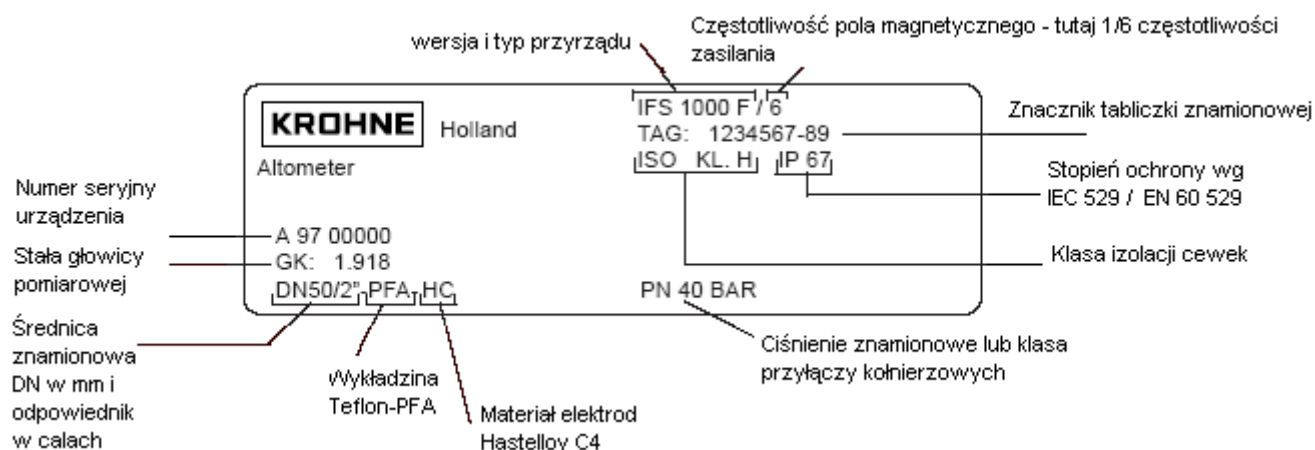 wersja i typ przyrządu
Częstotliwość pola magnetycznego - tutaj 1/6 częstotliwości
zasilania
KROHNE Holland
Altometer
IFS 1000 F / 6
TAG: 1234567-89
ISO KL. H IP 67
Znacznik tabliczki znamionowej
Stopień ochrony wg
IEC 529 / EN 60 529
Klasa izolacji cewek
Numer seryjny
urządzenia
Stała głowicy
pomiarowej
A 97 00000
GK: 1.918
DN50/2"-PFA-HC
PN 40 BAR
Średnica
znamionowa
DN w mm i
odpowiednik
w calach
Wykładzina
Teflon-PFA
Materiał elektrod
Hastelloy C4
Ciśnienie znamionowe lub klasa
przyłączy kołnierzowych